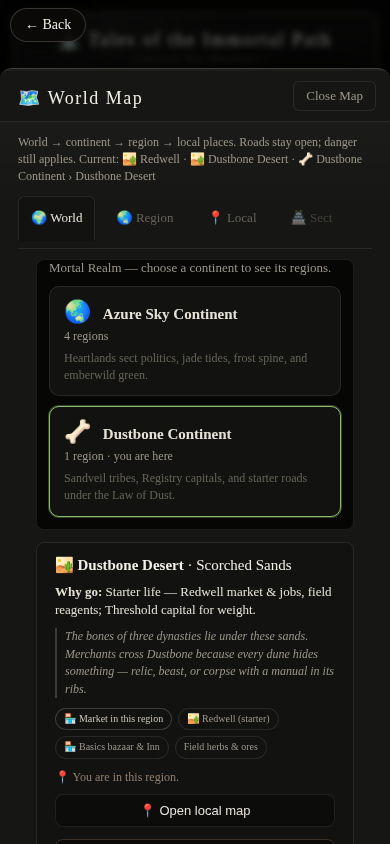 ← Back
Tales of the Immortal Path
World Map
Close Map
World → continent → region → local places. Roads stay open; danger
still applies. Current: Redwell · Dustbone Desert · Dustbone
Continent › Dustbone Desert
World
Region
Local
Sect
Mortal Realm — choose a continent to see its regions.
Azure Sky Continent
4 regions
Heartlands sect politics, jade tides, frost spine, and
emberwild green.
Dustbone Continent
1 region · you are here
Sandveil tribes, Registry capitals, and starter roads
under the Law of Dust.
Dustbone Desert · Scorched Sands
Why go: Starter life — Redwell market & jobs, field
reagents; Threshold capital for weight.
The bones of three dynasties lie under these sands.
Merchants cross Dustbone because every dune hides
something — relic, beast, or corpse with a manual in its
ribs.
Market in this region
Redwell (starter)
Basics bazaar & Inn
Field herbs & ores
You are in this region.
Open local map